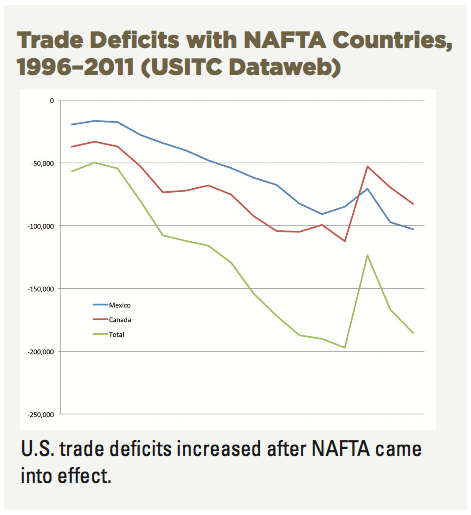 Trade Deficits with NAFTA Countries,
1996–2011 (USITC Dataweb)
0
-50,000
-100,000
-150,000
-200,000
-250,000
Mexico
Canada
Total
U.S. trade deficits increased after NAFTA came
into effect.